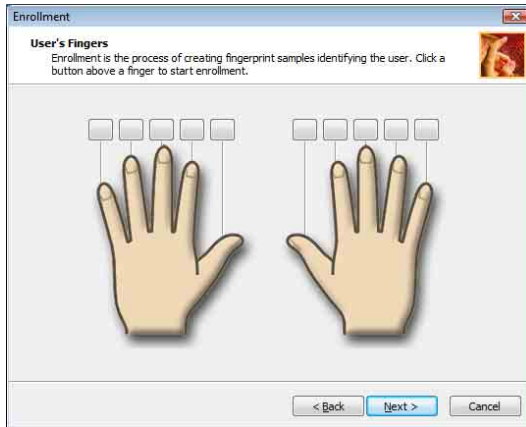 Enrollment
User's Fingers
Enrollment is the process of creating fingerprint samples identifying the user. Click a
button above a finger to start enrollment.
< Back
Next >
Cancel